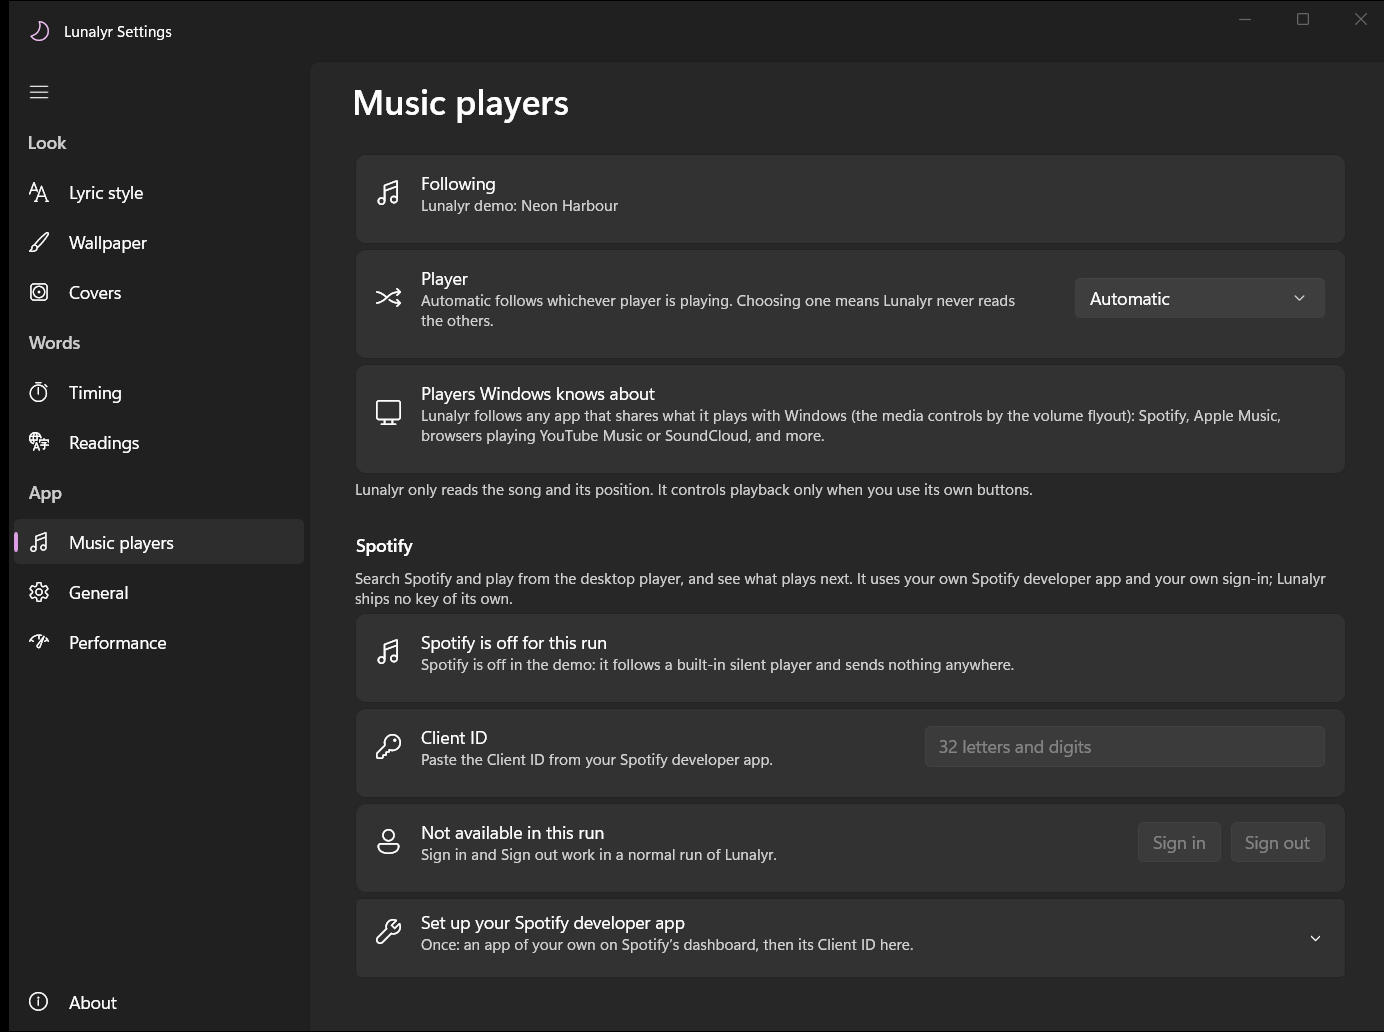 Lunalyr Settings
Look
Lyric style
Wallpaper
Covers
Words
Timing
Readings
App
Music players
General
Performance
About
Music players
Following
Lunalyr demo: Neon Harbour
Player
Automatic follows whichever player is playing. Choosing one means Lunalyr never reads
the others.
Automatic
Players Windows knows about
Lunalyr follows any app that shares what it plays with Windows (the media controls by the volume flyout): Spotify, Apple Music,
browsers playing YouTube Music or SoundCloud, and more.
Lunalyr only reads the song and its position. It controls playback only when you use its own buttons.
Spotify
Search Spotify and play from the desktop player, and see what plays next. It uses your own Spotify developer app and your own sign-in; Lunalyr
ships no key of its own.
Spotify is off for this run
Spotify is off in the demo: it follows a built-in silent player and sends nothing anywhere.
Client ID
Paste the Client ID from your Spotify developer app.
32 letters and digits
Not available in this run
Sign in and Sign out work in a normal run of Lunalyr.
Sign in
Sign out
Set up your Spotify developer app
Once: an app of your own on Spotify's dashboard, then its Client ID here.